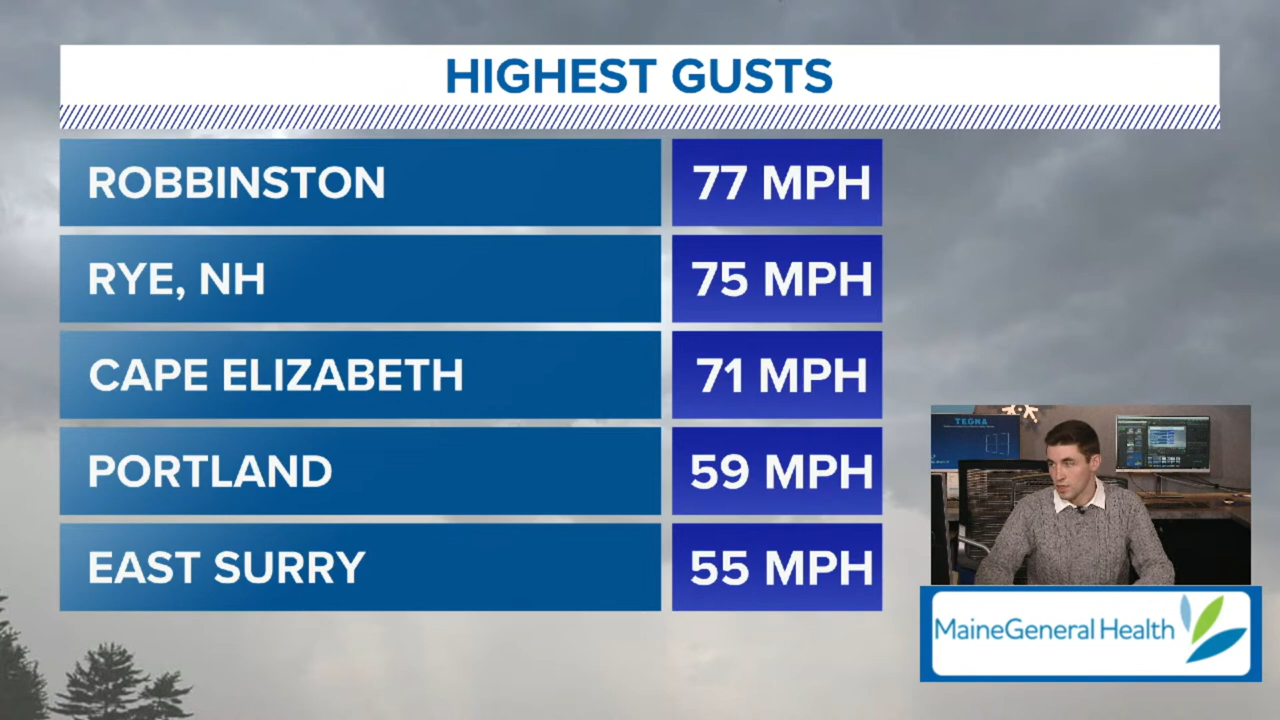 HIGHEST GUSTS
ROBBINSTON 77 MPH
RYE, NH 75 MPH
CAPE ELIZABETH 71 MPH
PORTLAND 59 MPH
EAST SURRY 55 MPH
TEGNA
MaineGeneral Health